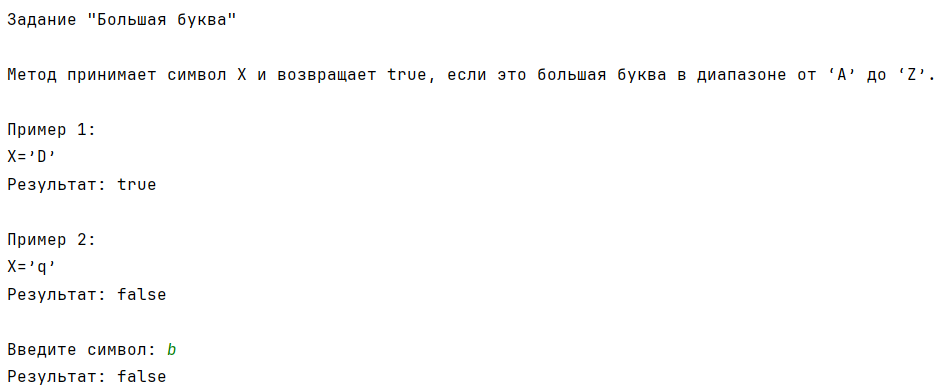 Задание "Большая буква"
Метод принимает символ X и возвращает true, если это большая буква в диапазоне от ‘A’ до ‘Z’.
Пример 1:
X=’D’
Результат: true
Пример 2:
X=’q’
Результат: false
Введите символ: b
Результат: false